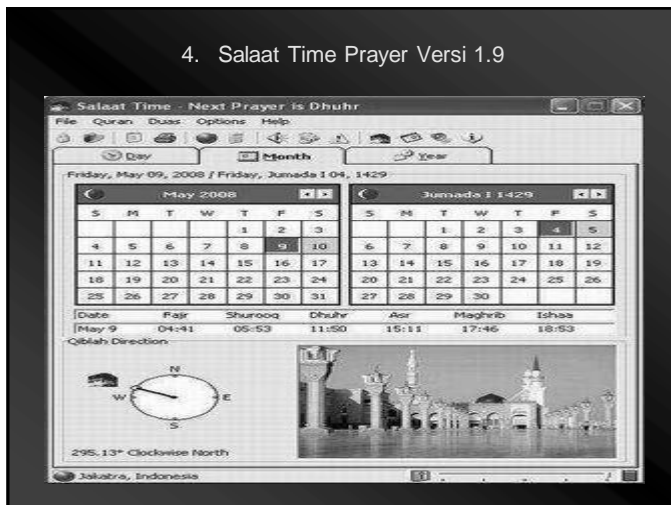 4. Salaat Time Prayer Versi 1.9
Salaat Time - Next Prayer is Dhuhr
File Quran Duas Options Help
Day Month Year
Friday, May 09, 2008 / Friday, Jumada I 04, 1429
May 2008
S M T W T F S
1 2 3
4 5 6 7 8 9 10
11 12 13 14 15 16 17
18 19 20 21 22 23 24
25 26 27 28 29 30 31
Jumada I 1429
S M T W T F S
1 2 3 4 5
6 7 8 9 10 11 12
13 14 15 16 17 18 19
20 21 22 23 24 25 26
27 28 29 30
Date Fajr Shurooq Dhuhr Asr Maghrib Ishaa
May 9 04:41 05:53 11:50 15:11 17:46 18:53
Qiblah Direction
N
W E
S
295.13° Clockwise North
Jakatra, Indonesia